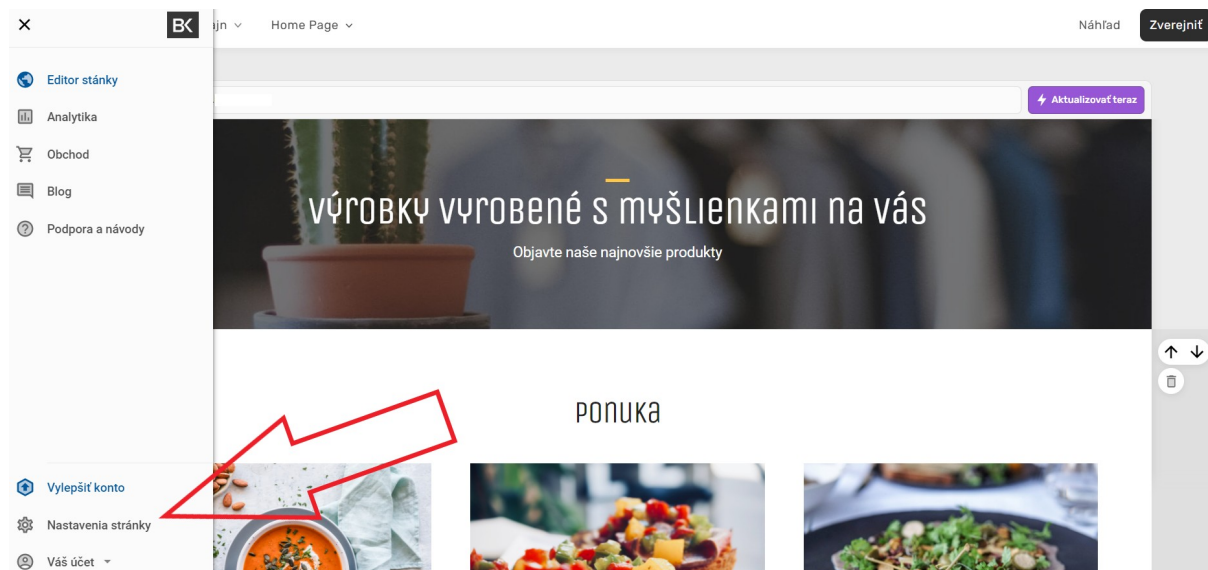 BK
ajn
Home Page
Náhľad
Zverejniť
Editor stánky
Analytika
Obchod
Blog
Podpora a návody
Aktualizovať teraz
výrobky vyrobené s myšlienkami na vás
Objavte naše najnovšie produkty
Ponuka
Vylepšiť konto
Nastavenia stránky
Váš účet